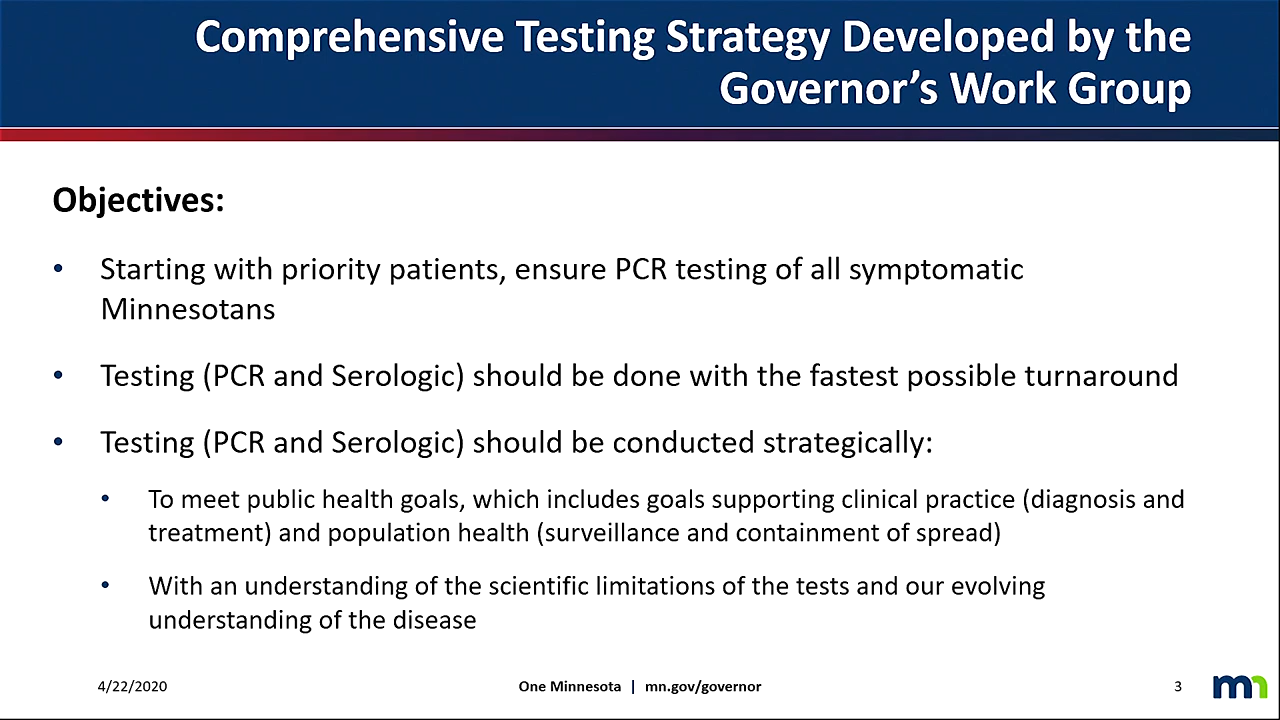 Comprehensive Testing Strategy Developed by the
Governor’s Work Group
Objectives:
• Starting with priority patients, ensure PCR testing of all symptomatic
Minnesotans
• Testing (PCR and Serologic) should be done with the fastest possible turnaround
• Testing (PCR and Serologic) should be conducted strategically:
• To meet public health goals, which includes goals supporting clinical practice (diagnosis and
treatment) and population health (surveillance and containment of spread)
• With an understanding of the scientific limitations of the tests and our evolving
understanding of the disease
4/22/2020
One Minnesota | mn.gov/governor
3
mn